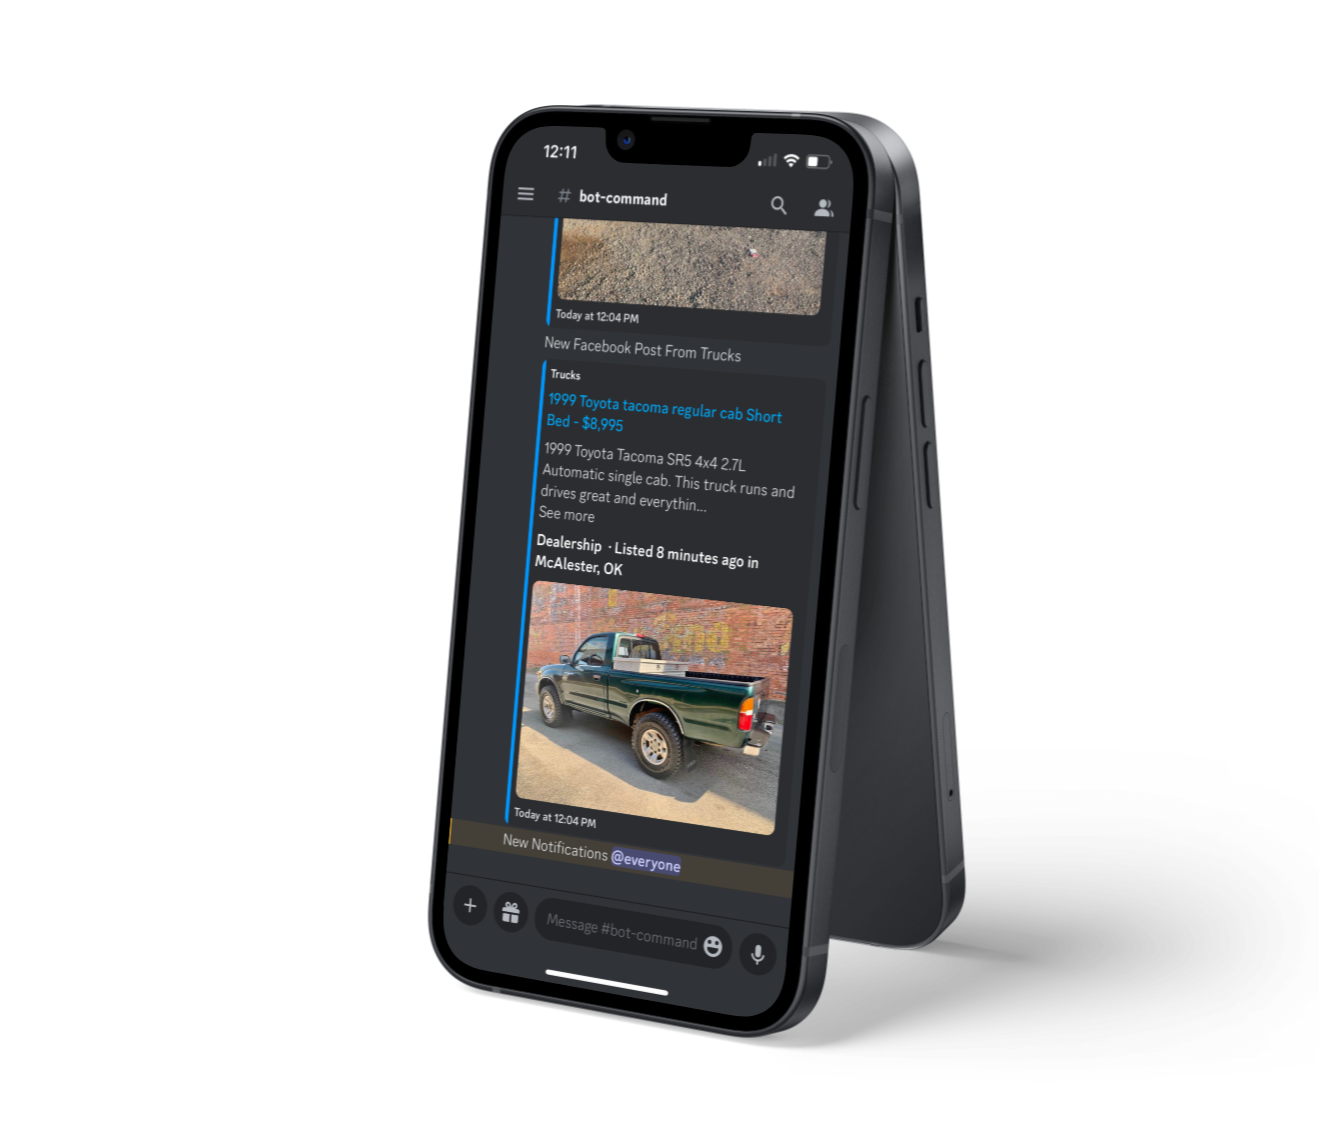 12:11
# bot-command
Today at 12:04 PM
New Facebook Post From Trucks
Trucks
1999 Toyota tacoma regular cab Short
Bed - $8,995
1999 Toyota Tacoma SR5 4x4 2.7L
Automatic single cab. This truck runs and
drives great and everythin...
See more
Dealership · Listed 8 minutes ago in
McAlester, OK
Today at 12:04 PM
New Notifications @everyone
Message #bot-command